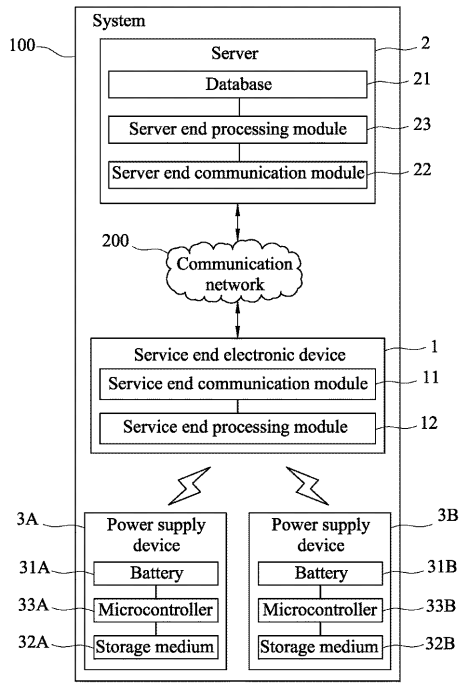 System
100
Server
2
Database
21
Server end processing module
23
Server end communication module
22
200
Communication
network
1
Service end electronic device
Service end communication module
11
Service end processing module
12
3A
Power supply
device
31A
Battery
33A
Microcontroller
32A
Storage medium
3B
Power supply
device
Battery
31B
Microcontroller
33B
Storage medium
32B